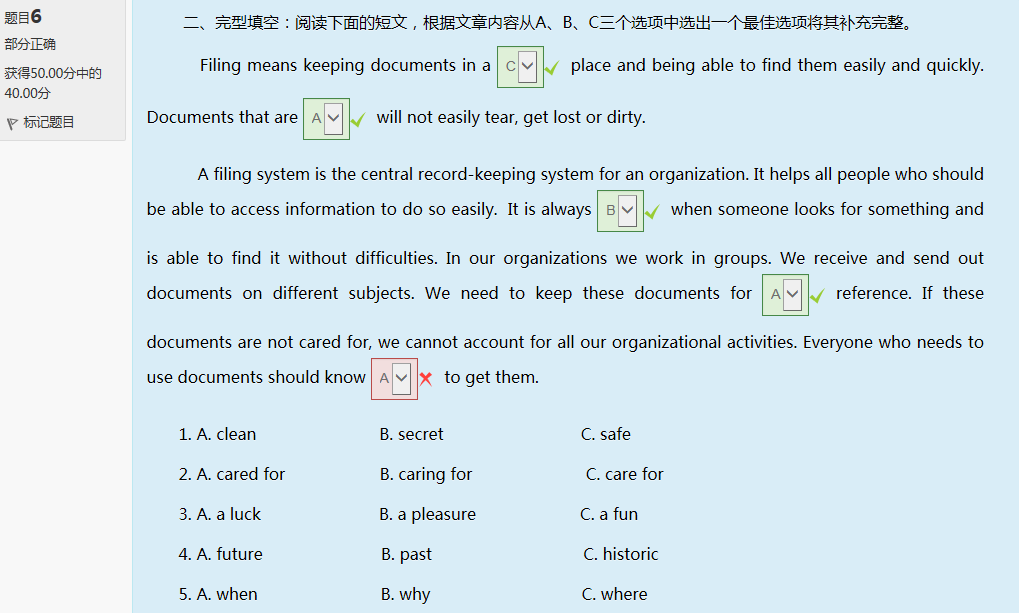 题目6
部分正确
获得50.00分中的
40.00分
标记题目
二、完型填空：阅读下面的短文，根据文章内容从A、B、C三个选项中选出一个最佳选项将其补充完整。
Filing means keeping documents in a C place and being able to find them easily and quickly.
Documents that are A will not easily tear, get lost or dirty.
A filing system is the central record-keeping system for an organization. It helps all people who should
be able to access information to do so easily. It is always B when someone looks for something and
is able to find it without difficulties. In our organizations we work in groups. We receive and send out
documents on different subjects. We need to keep these documents for A reference. If these
documents are not cared for, we cannot account for all our organizational activities. Everyone who needs to
use documents should know A to get them.
1. A. clean B. secret C. safe
2. A. cared for B. caring for C. care for
3. A. a luck B. a pleasure C. a fun
4. A. future B. past C. historic
5. A. when B. why C. where